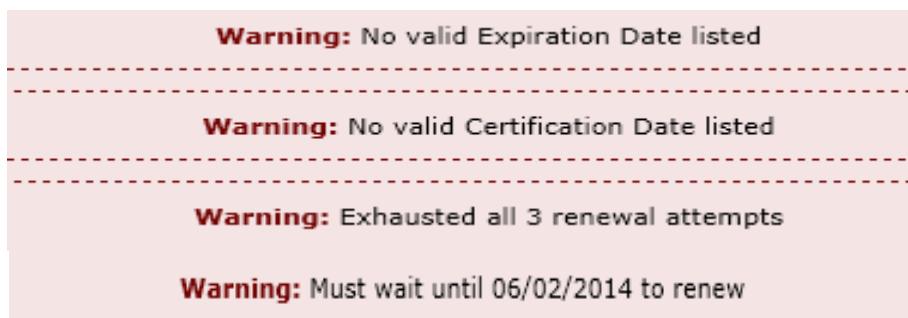 Warning: No valid Expiration Date listed
Warning: No valid Certification Date listed
Warning: Exhausted all 3 renewal attempts
Warning: Must wait until 06/02/2014 to renew